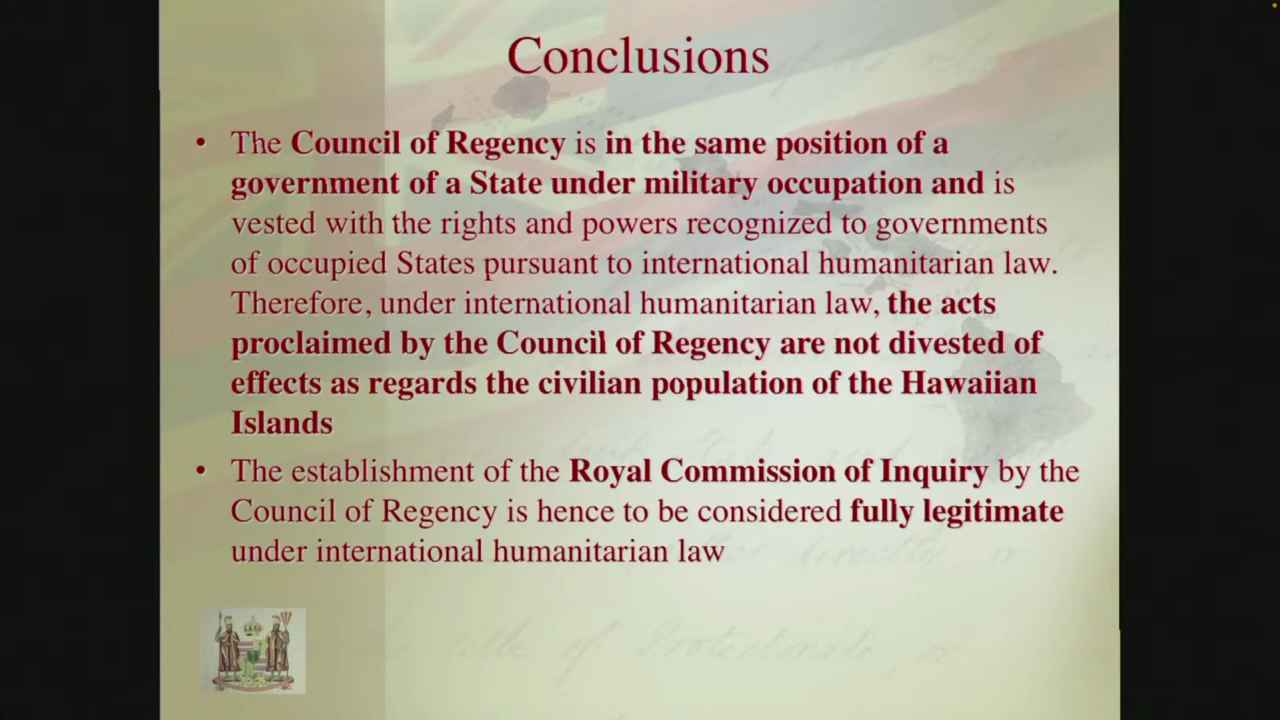 Conclusions
• The Council of Regency is in the same position of a
government of a State under military occupation and is
vested with the rights and powers recognized to governments
of occupied States pursuant to international humanitarian law.
Therefore, under international humanitarian law, the acts
proclaimed by the Council of Regency are not divested of
effects as regards the civilian population of the Hawaiian
Islands
• The establishment of the Royal Commission of Inquiry by the
Council of Regency is hence to be considered fully legitimate
under international humanitarian law
title of Protectorate, or